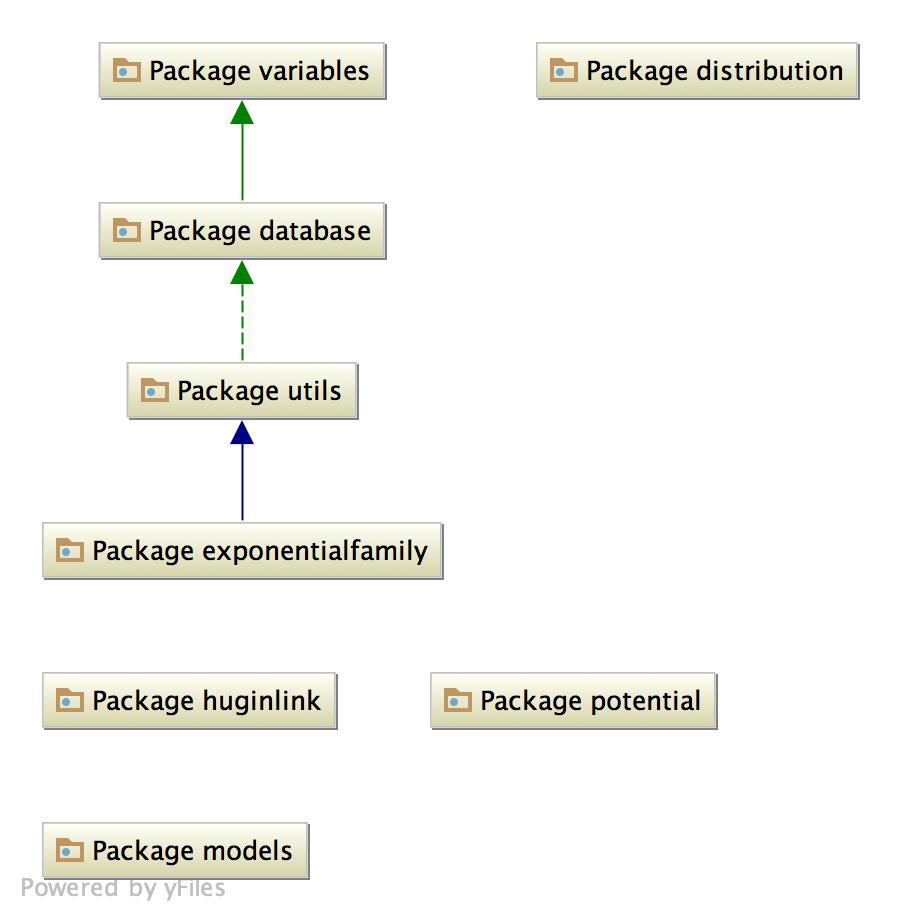 Package variables
Package distribution
Package database
Package utils
Package exponentialfamily
Package huginlink
Package potential
Package models
Powered by yFiles